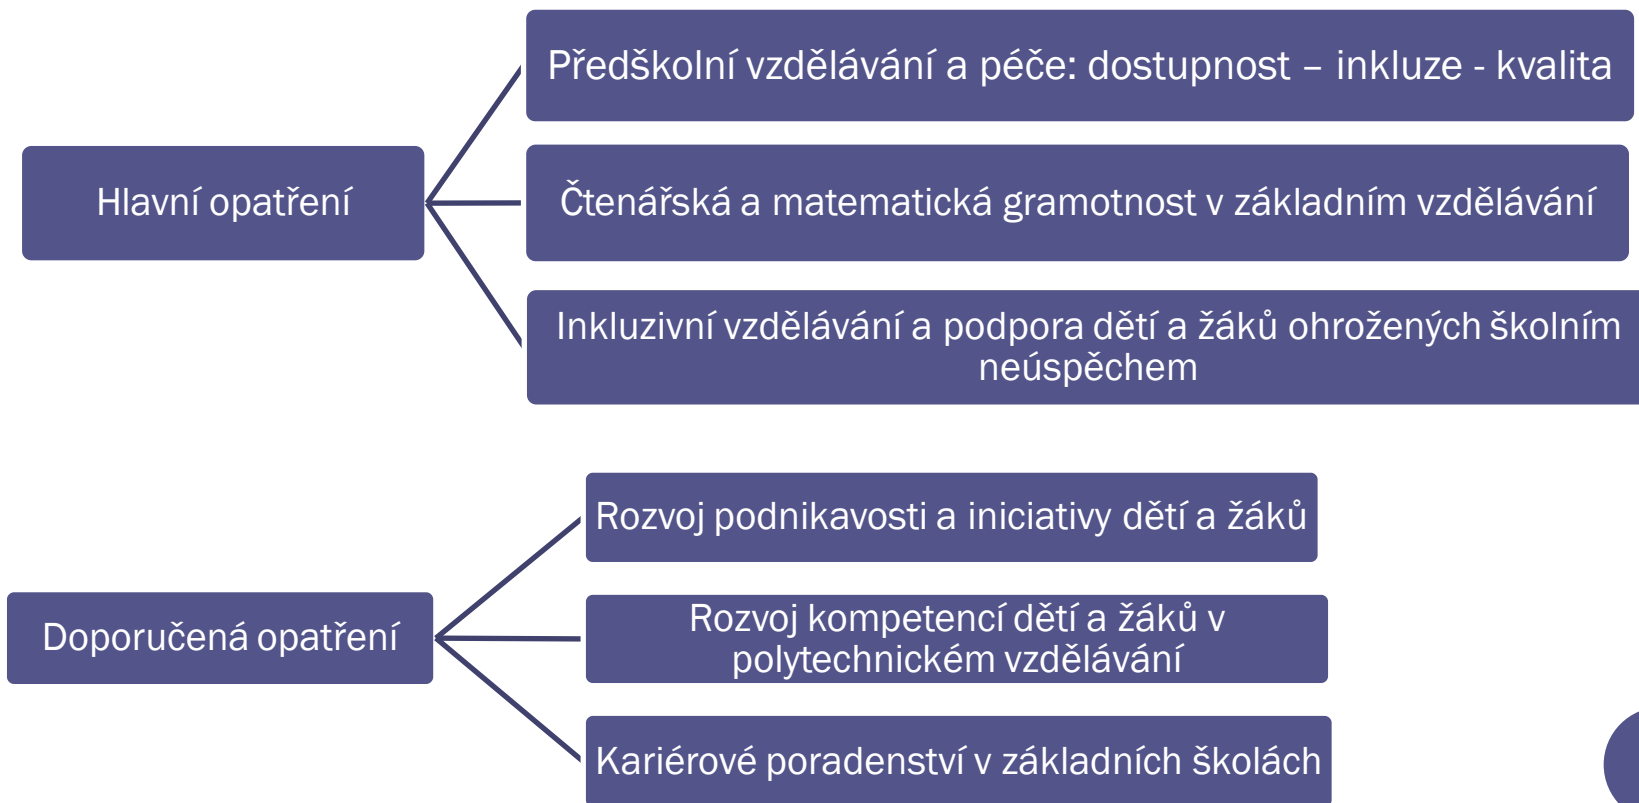 Předškolní vzdělávání a péče: dostupnost – inkluze - kvalita
Hlavní opatření
Čtenářská a matematická gramotnost v základním vzdělávání
Inkluzivní vzdělávání a podpora dětí a žáků ohrožených školním
neúspěchem
Rozvoj podnikavosti a iniciativy dětí a žáků
Doporučená opatření
Rozvoj kompetencí dětí a žáků v
polytechnickém vzdělávání
Kariérové poradenství v základních školách